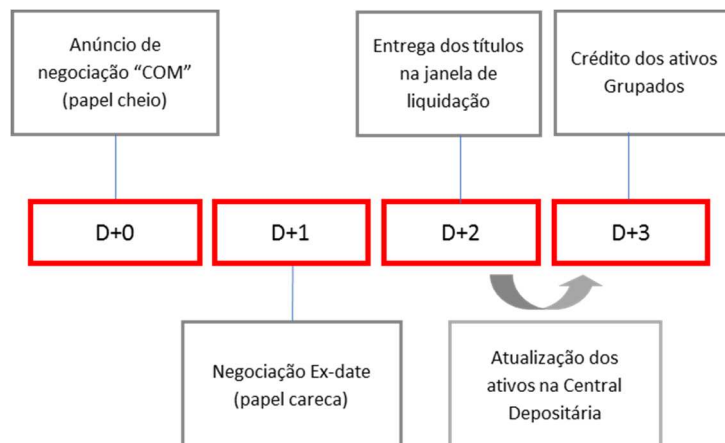 Anúncio de
negociação “COM”
(papel cheio)
Entrega dos títulos
na janela de
liquidação
Crédito dos ativos
Grupados
D+0
D+1
D+2
D+3
Negociação Ex-date
(papel careca)
Atualização dos
ativos na Central
Depositária